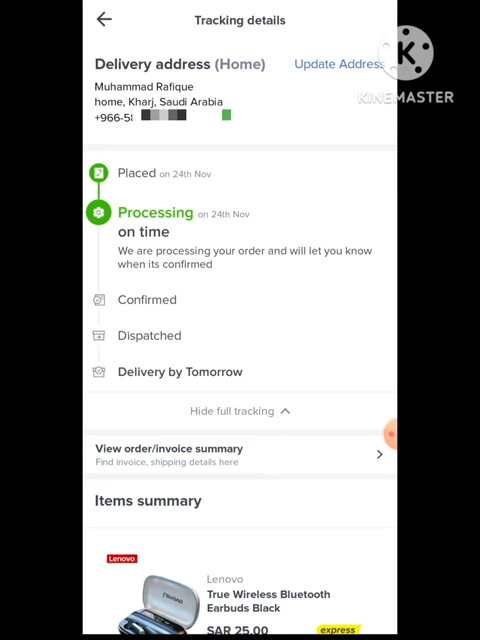 Tracking details
Delivery address (Home)
Update Address
K
KINEMASTER
Muhammad Rafique
home, Kharj, Saudi Arabia
+966-58
Placed on 24th Nov
Processing on 24th Nov
on time
We are processing your order and will let you know
when its confirmed
Confirmed
Dispatched
Delivery by Tomorrow
Hide full tracking
View order/invoice summary
Find invoice, shipping details here
Items summary
Lenovo
Lenovo
Lenovo
True Wireless Bluetooth
Earbuds Black
SAR 25.00
express